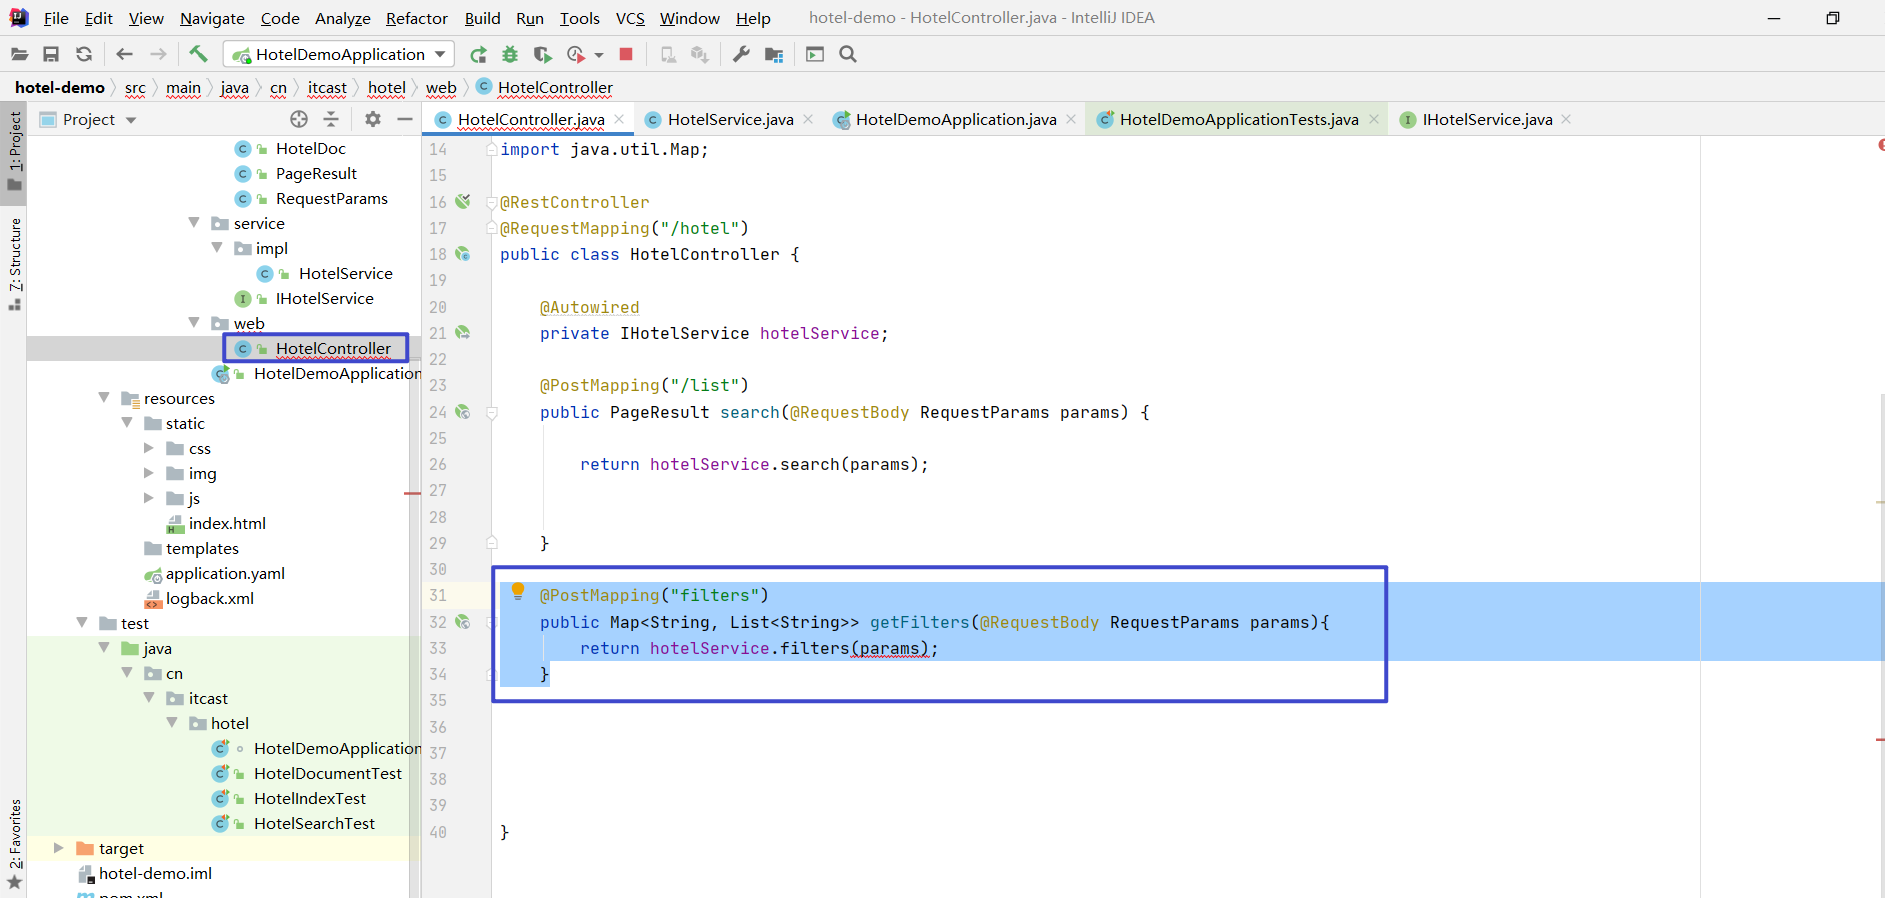 File Edit View Navigate Code Analyze Refactor Build Run Tools VCS Window Help hotel-demo - HotelController.java - IntelliJ IDEA
HotelDemoApplication
hotel-demo src main java cn itcast hotel web HotelController
Project
HotelController.java HotelService.java HotelDemoApplication.java HotelDemoApplicationTests.java IHotelService.java
1: Project
7: Structure
2: Favorites
HotelDoc
PageResult
RequestParams
service
impl
HotelService
IHotelService
web
HotelController
HotelDemoApplication
resources
static
css
img
js
index.html
templates
application.yaml
logback.xml
test
java
cn
itcast
hotel
HotelDemoApplication
HotelDocumentTest
HotelIndexTest
HotelSearchTest
target
hotel-demo.iml
pom.xml
14 import java.util.Map;
15
16 @RestController
17 @RequestMapping("/hotel")
18 public class HotelController {
19
20 @Autowired
21 private IHotelService hotelService;
22
23 @PostMapping("/list")
24 public PageResult search(@RequestBody RequestParams params) {
25
26 return hotelService.search(params);
27
28
29 }
30
31 @PostMapping("filters")
32 public Map<String, List<String>> getFilters(@RequestBody RequestParams params){
33 return hotelService.filters(params);
34 }
35
36
37
38
39
40 }